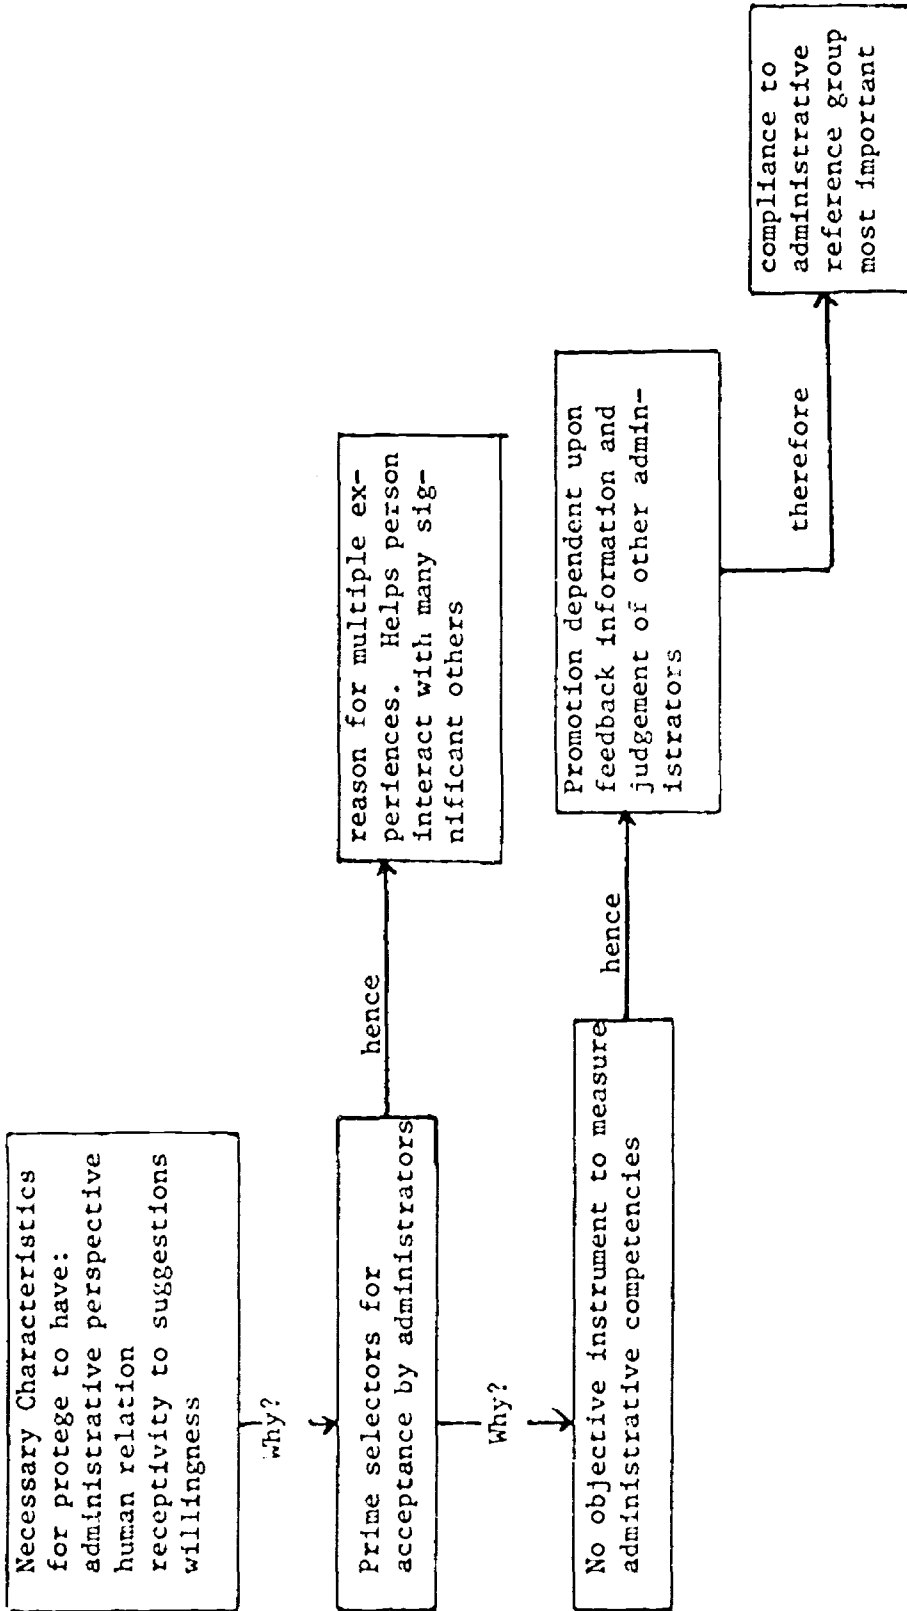 Necessary Characteristics
for protege to have:
administrative perspective
human relation
receptivity to suggestions
willingness
Why?
Prime selectors for
acceptance by administrators
hence
reason for multiple ex-
periences. Helps person
interact with many sig-
nificant others
Why?
No objective instrument to measure
administrative competencies
hence
Promotion dependent upon
feedback information and
judgement of other admin-
istrators
therefore
compliance to
administrative
reference group
most important